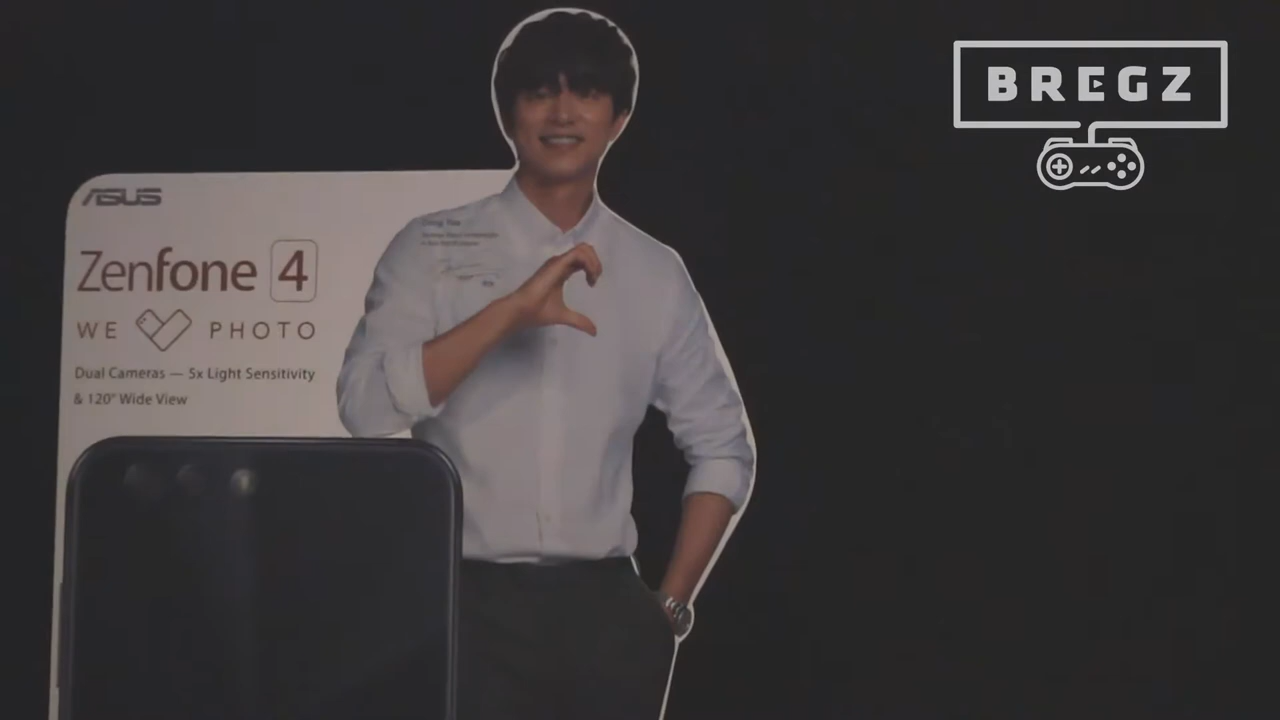 ASUS
Zenfone 4
WE PHOTO
Dual Cameras — 5x Light Sensitivity
& 120° Wide View
BREGZ